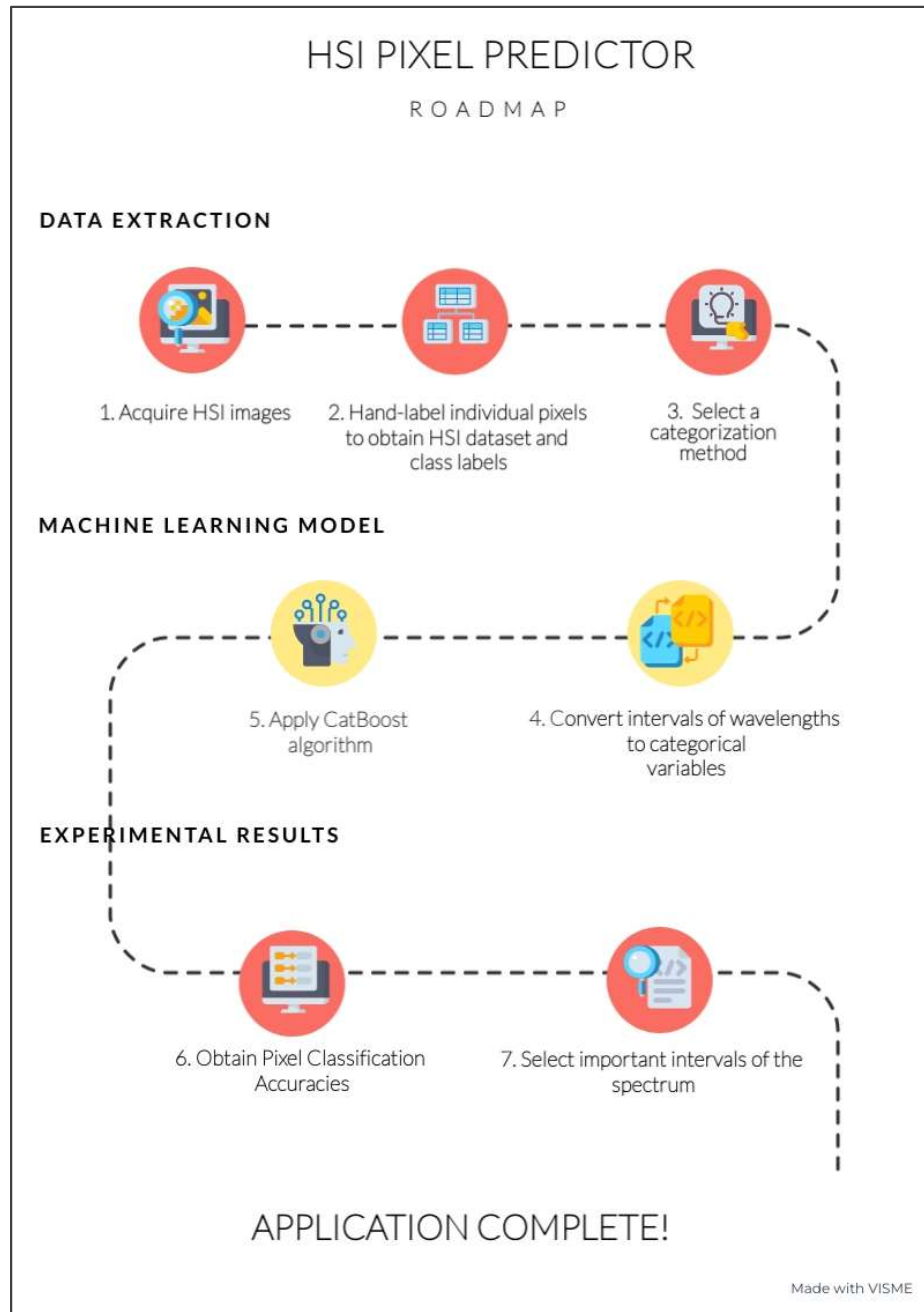 HSI PIXEL PREDICTOR
ROADMAP
DATA EXTRACTION
1. Acquire HSI images
2. Hand-label individual pixels
to obtain HSI dataset and
class labels
3. Select a
categorization
method
MACHINE LEARNING MODEL
5. Apply CatBoost
algorithm
4. Convert intervals of wavelengths
to categorical
variables
EXPERIMENTAL RESULTS
6. Obtain Pixel Classification
Accuracies
7. Select important intervals of the
spectrum
APPLICATION COMPLETE!
Made with VISME